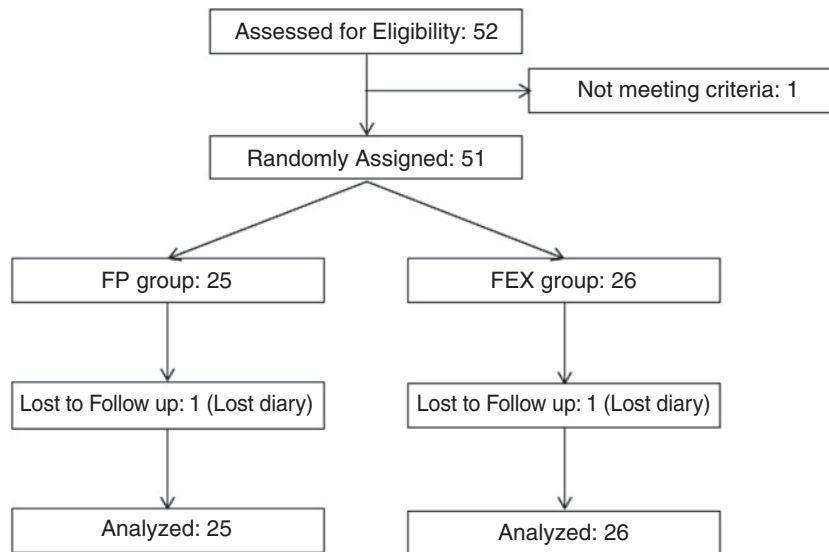 Assessed for Eligibility: 52
Not meeting criteria: 1
Randomly Assigned: 51
FP group: 25
FEX group: 26
Lost to Follow up: 1 (Lost diary)
Lost to Follow up: 1 (Lost diary)
Analyzed: 25
Analyzed: 26